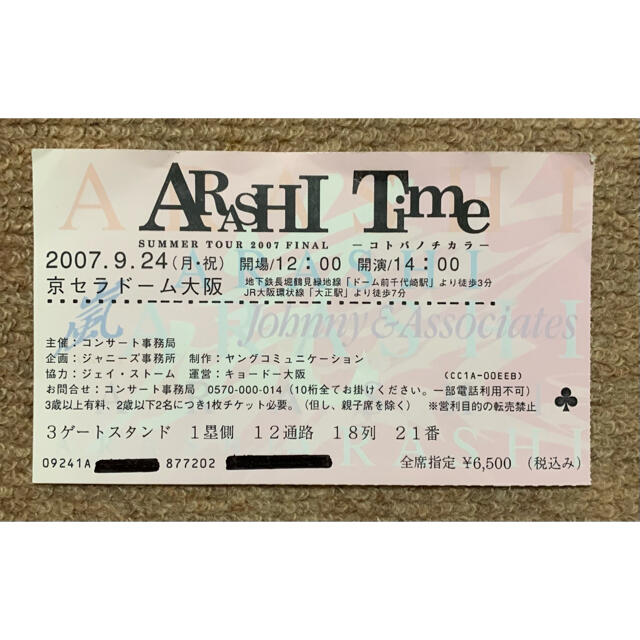 ARASHI Time
SUMMER TOUR 2007 FINAL －コトバノチカラ－
2007.9.24(月・祝) 開場/12:00 開演/14:00
京セラドーム大阪
地下鉄長堀鶴見緑地線「ドーム前千代崎駅」より徒歩3分
JR大阪環状線「大正駅」より徒歩7分
嵐
Johnny & Associates
主催：コンサート事務局
企画：ジャニーズ事務所 制作：ヤングコミュニケーション
協力：ジェイ・ストーム 運営：キョードー大阪
(CC1A-00EEB)
お問合せ：コンサート事務局 0570-000-014 (10桁全てお掛けください。一部電話利用不可)
3歳以上有料、2歳以下2名につき1枚チケット必要。(但し、親子席を除く) ※営利目的の転売禁止
3ゲートスタンド 1塁側 12通路 18列 21番
09241A 877202
全席指定 ¥6,500 (税込み)
ARASHI
ARASHI
ARASHI
ARASHI